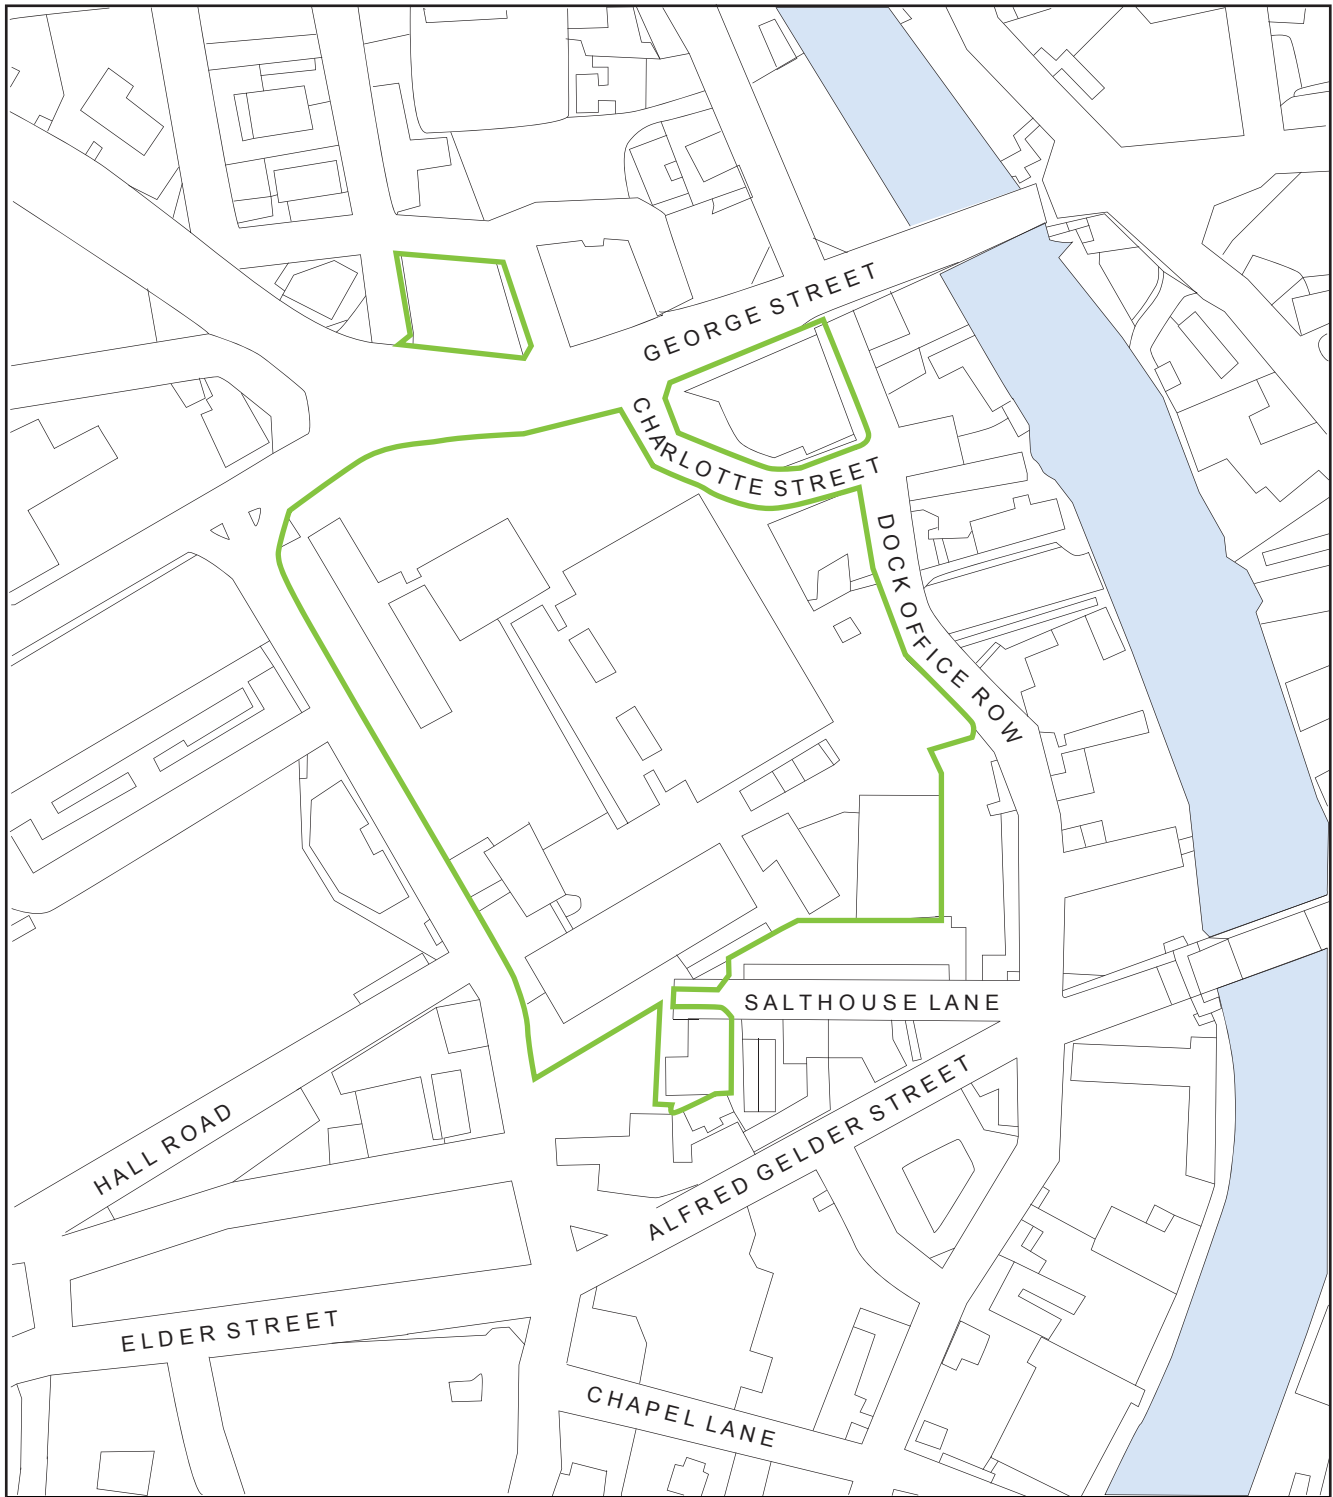 GEORGE STREET
CHARLOTTE STREET
DOCK OFFICE ROW
SALTHOUSE LANE
HALL ROAD
ALFRED GELDER STREET
ELDER STREET
CHAPEL LANE